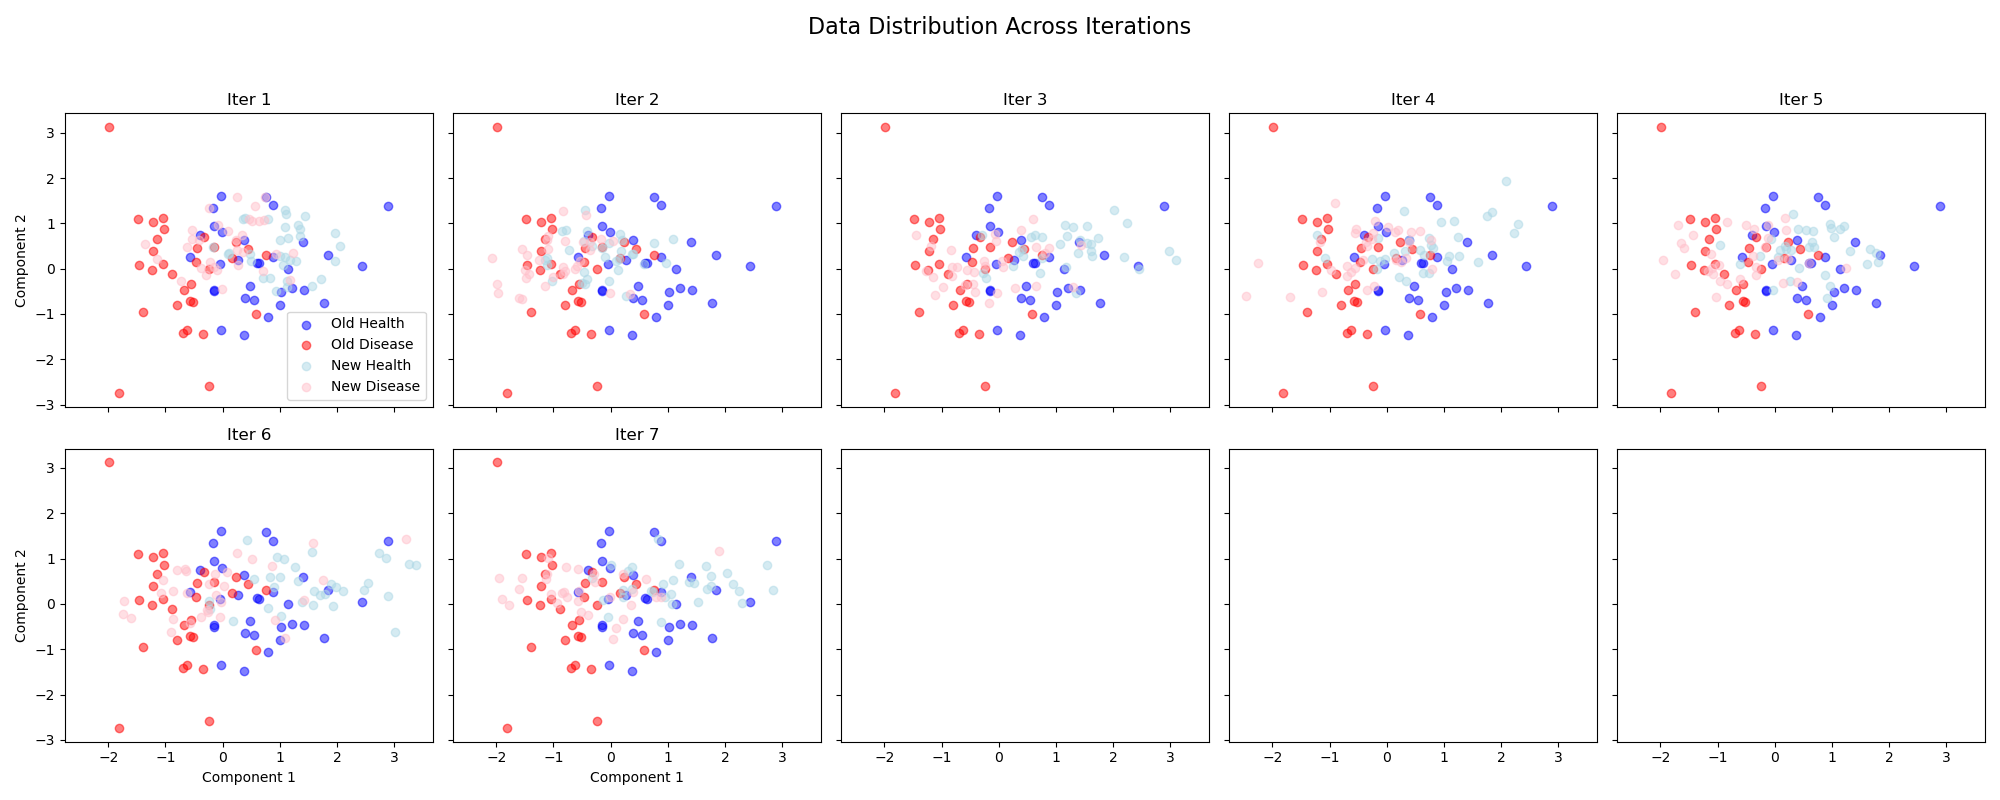 Data Distribution Across Iterations
Iter 1
Iter 2
Iter 3
Iter 4
Iter 5
Component 2
3
2
1
0
−1
−2
−3
Old Health
Old Disease
New Health
New Disease
Iter 6
Iter 7
Component 2
3
2
1
0
−1
−2
−3
−2 −1 0 1 2 3
−2 −1 0 1 2 3
−2 −1 0 1 2 3
−2 −1 0 1 2 3
−2 −1 0 1 2 3
Component 1
Component 1